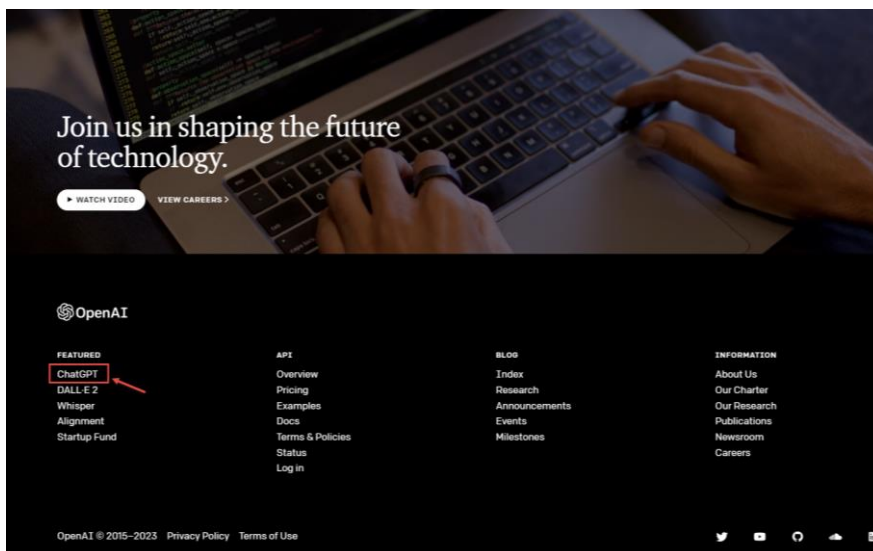 Join us in shaping the future
of technology.
WATCH VIDEO
VIEW CAREERS
OpenAI
FEATURED
ChatGPT
DALL·E 2
Whisper
Alignment
Startup Fund
API
Overview
Pricing
Examples
Docs
Terms & Policies
Status
Log in
BLOG
Index
Research
Announcements
Events
Milestones
INFORMATION
About Us
Our Charter
Our Research
Publications
Newsroom
Careers
OpenAI © 2015–2023 Privacy Policy Terms of Use